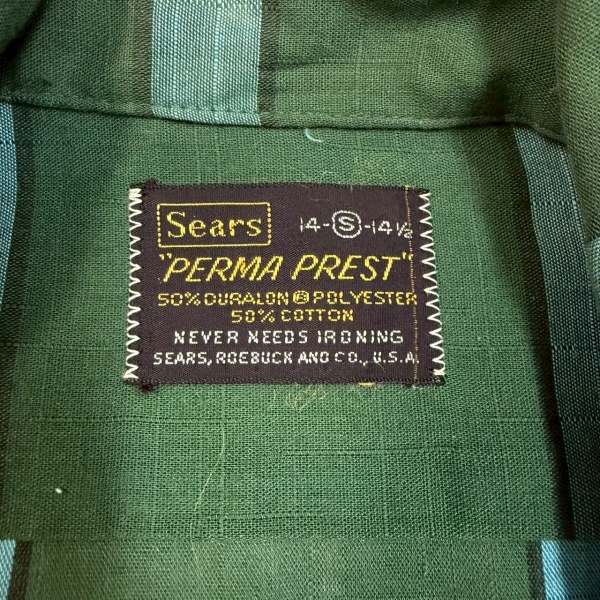 Sears 14-S-14½
"PERMA PREST"
50% DURALON ® POLYESTER
50% COTTON
NEVER NEEDS IRONING
SEARS, ROEBUCK AND CO., U.S.A.